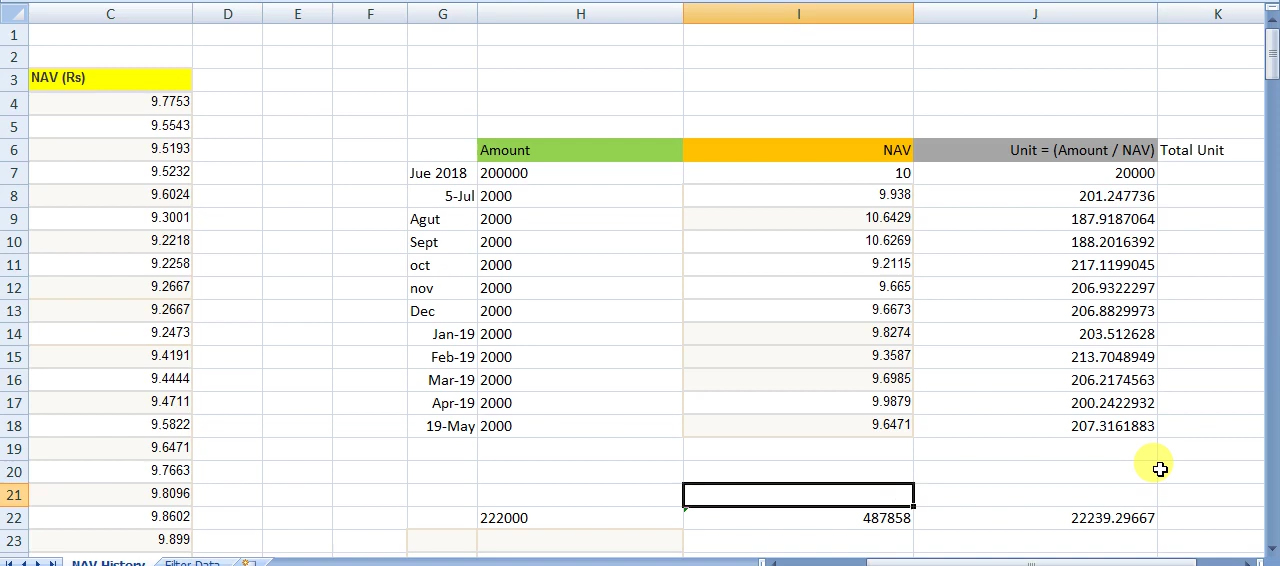 C D E F G H I J K
1
2
3 NAV (Rs)
4 9.7753
5 9.5543
6 9.5193 Amount NAV Unit = (Amount / NAV) Total Unit
7 9.5232 Jue 2018 200000 10 20000
8 9.6024 5-Jul 2000 9.938 201.247736
9 9.3001 Agut 2000 10.6429 187.9187064
10 9.2218 Sept 2000 10.6269 188.2016392
11 9.2258 oct 2000 9.2115 217.1199045
12 9.2667 nov 2000 9.665 206.9322297
13 9.2667 Dec 2000 9.6673 206.8829973
14 9.2473 Jan-19 2000 9.8274 203.512628
15 9.4191 Feb-19 2000 9.3587 213.7048949
16 9.4444 Mar-19 2000 9.6985 206.2174563
17 9.4711 Apr-19 2000 9.9879 200.2422932
18 9.5822 19-May 2000 9.6471 207.3161883
19 9.6471
20 9.7663
21 9.8096
22 9.8602 222000 487858 22239.29667
23 9.899
NAV History Filter Data